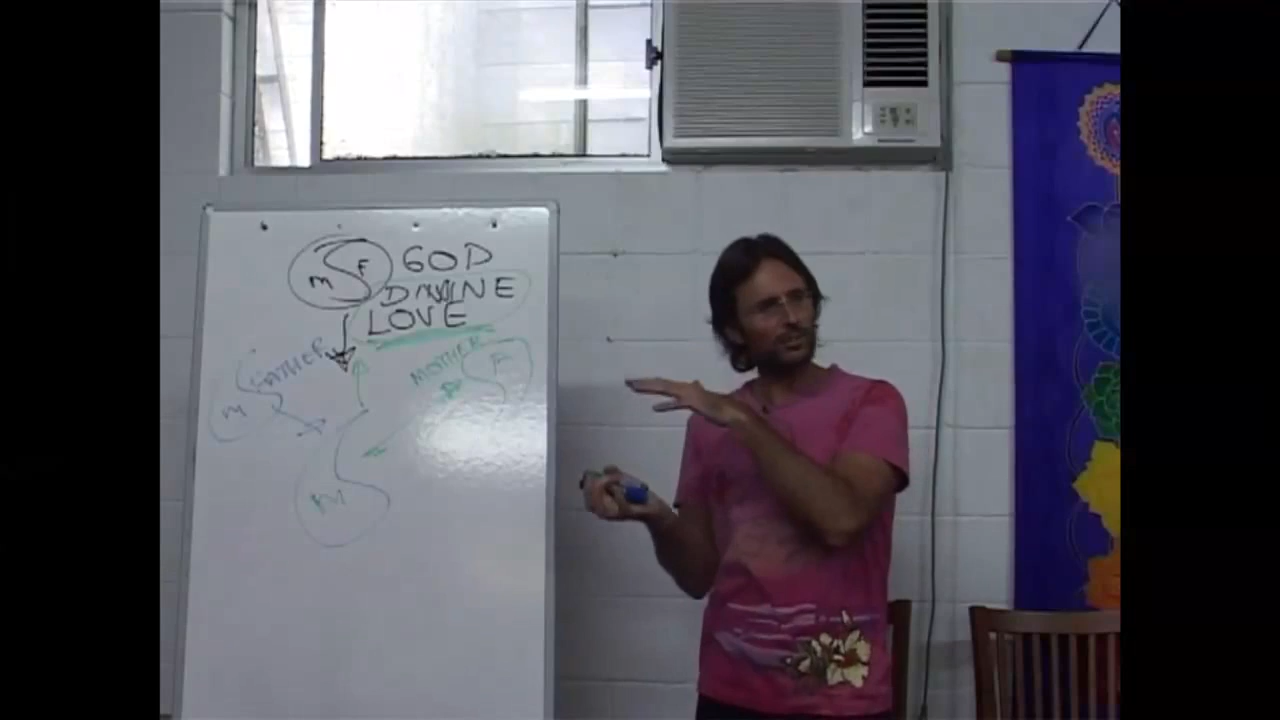 M F GOD
DIVINE
LOVE
FATHER
MOTHER F
M
M